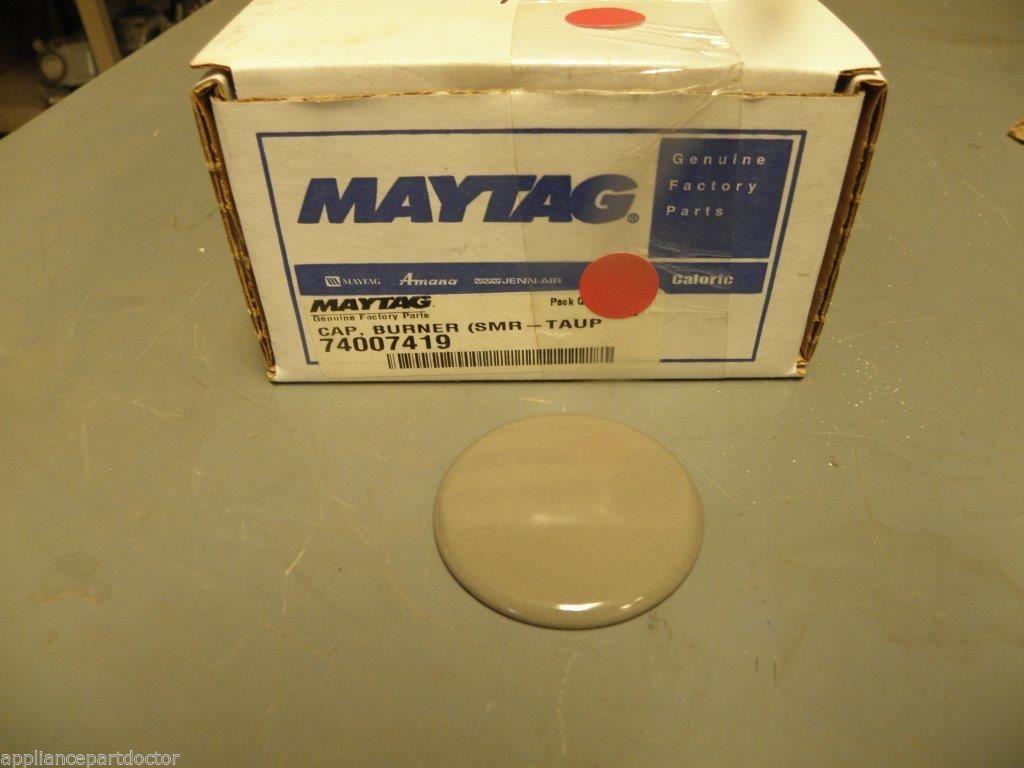 Genuine
Factory
Parts
MAYTAG®
MAYTAG Amana JENN-AIR Caloric
MAYTAG
Genuine Factory Parts
Pack
CAP, BURNER (SMR-TAUP
74007419
appliancepartdoctor